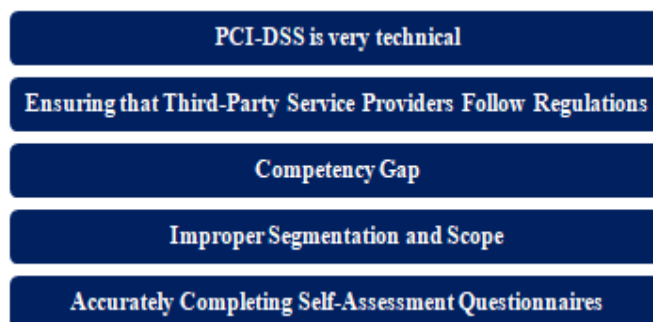 PCI-DSS is very technical
Ensuring that Third-Party Service Providers Follow Regulations
Competency Gap
Improper Segmentation and Scope
Accurately Completing Self-Assessment Questionnaires